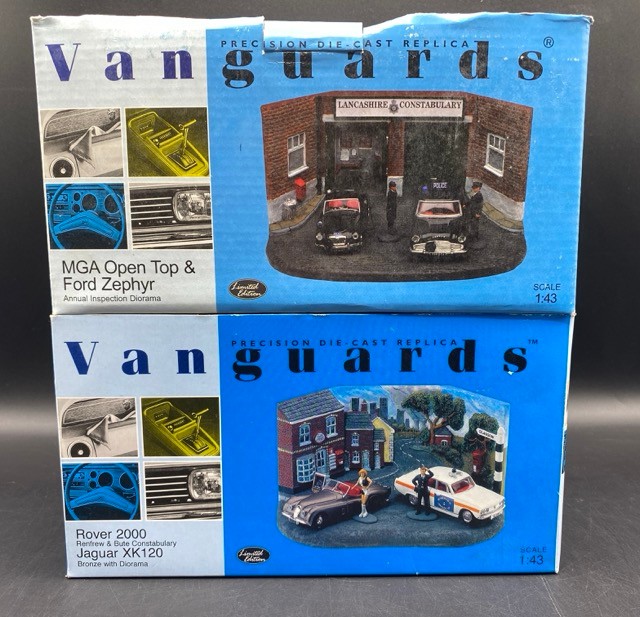 PRECISION DIE-CAST REPLICA
Vanguards®
LANCASHIRE CONSTABULARY
POLICE
MGA Open Top &
Ford Zephyr
Annual Inspection Diorama
Limited
Edition
SCALE
1:43
PRECISION DIE-CAST REPLICA
Vanguards™
Rover 2000
Renfrew & Bute Constabulary
Jaguar XK120
Bronze with Diorama
Limited
Edition
SCALE
1:43